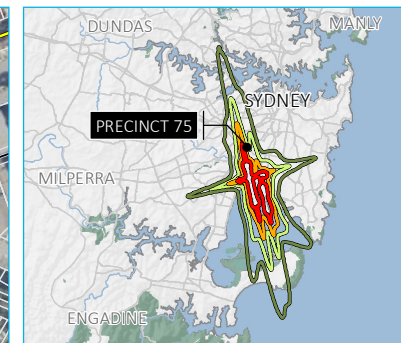 DUNDAS
MANLY
SYDNEY
PRECINCT 75
MILPERRA
ENGADINE